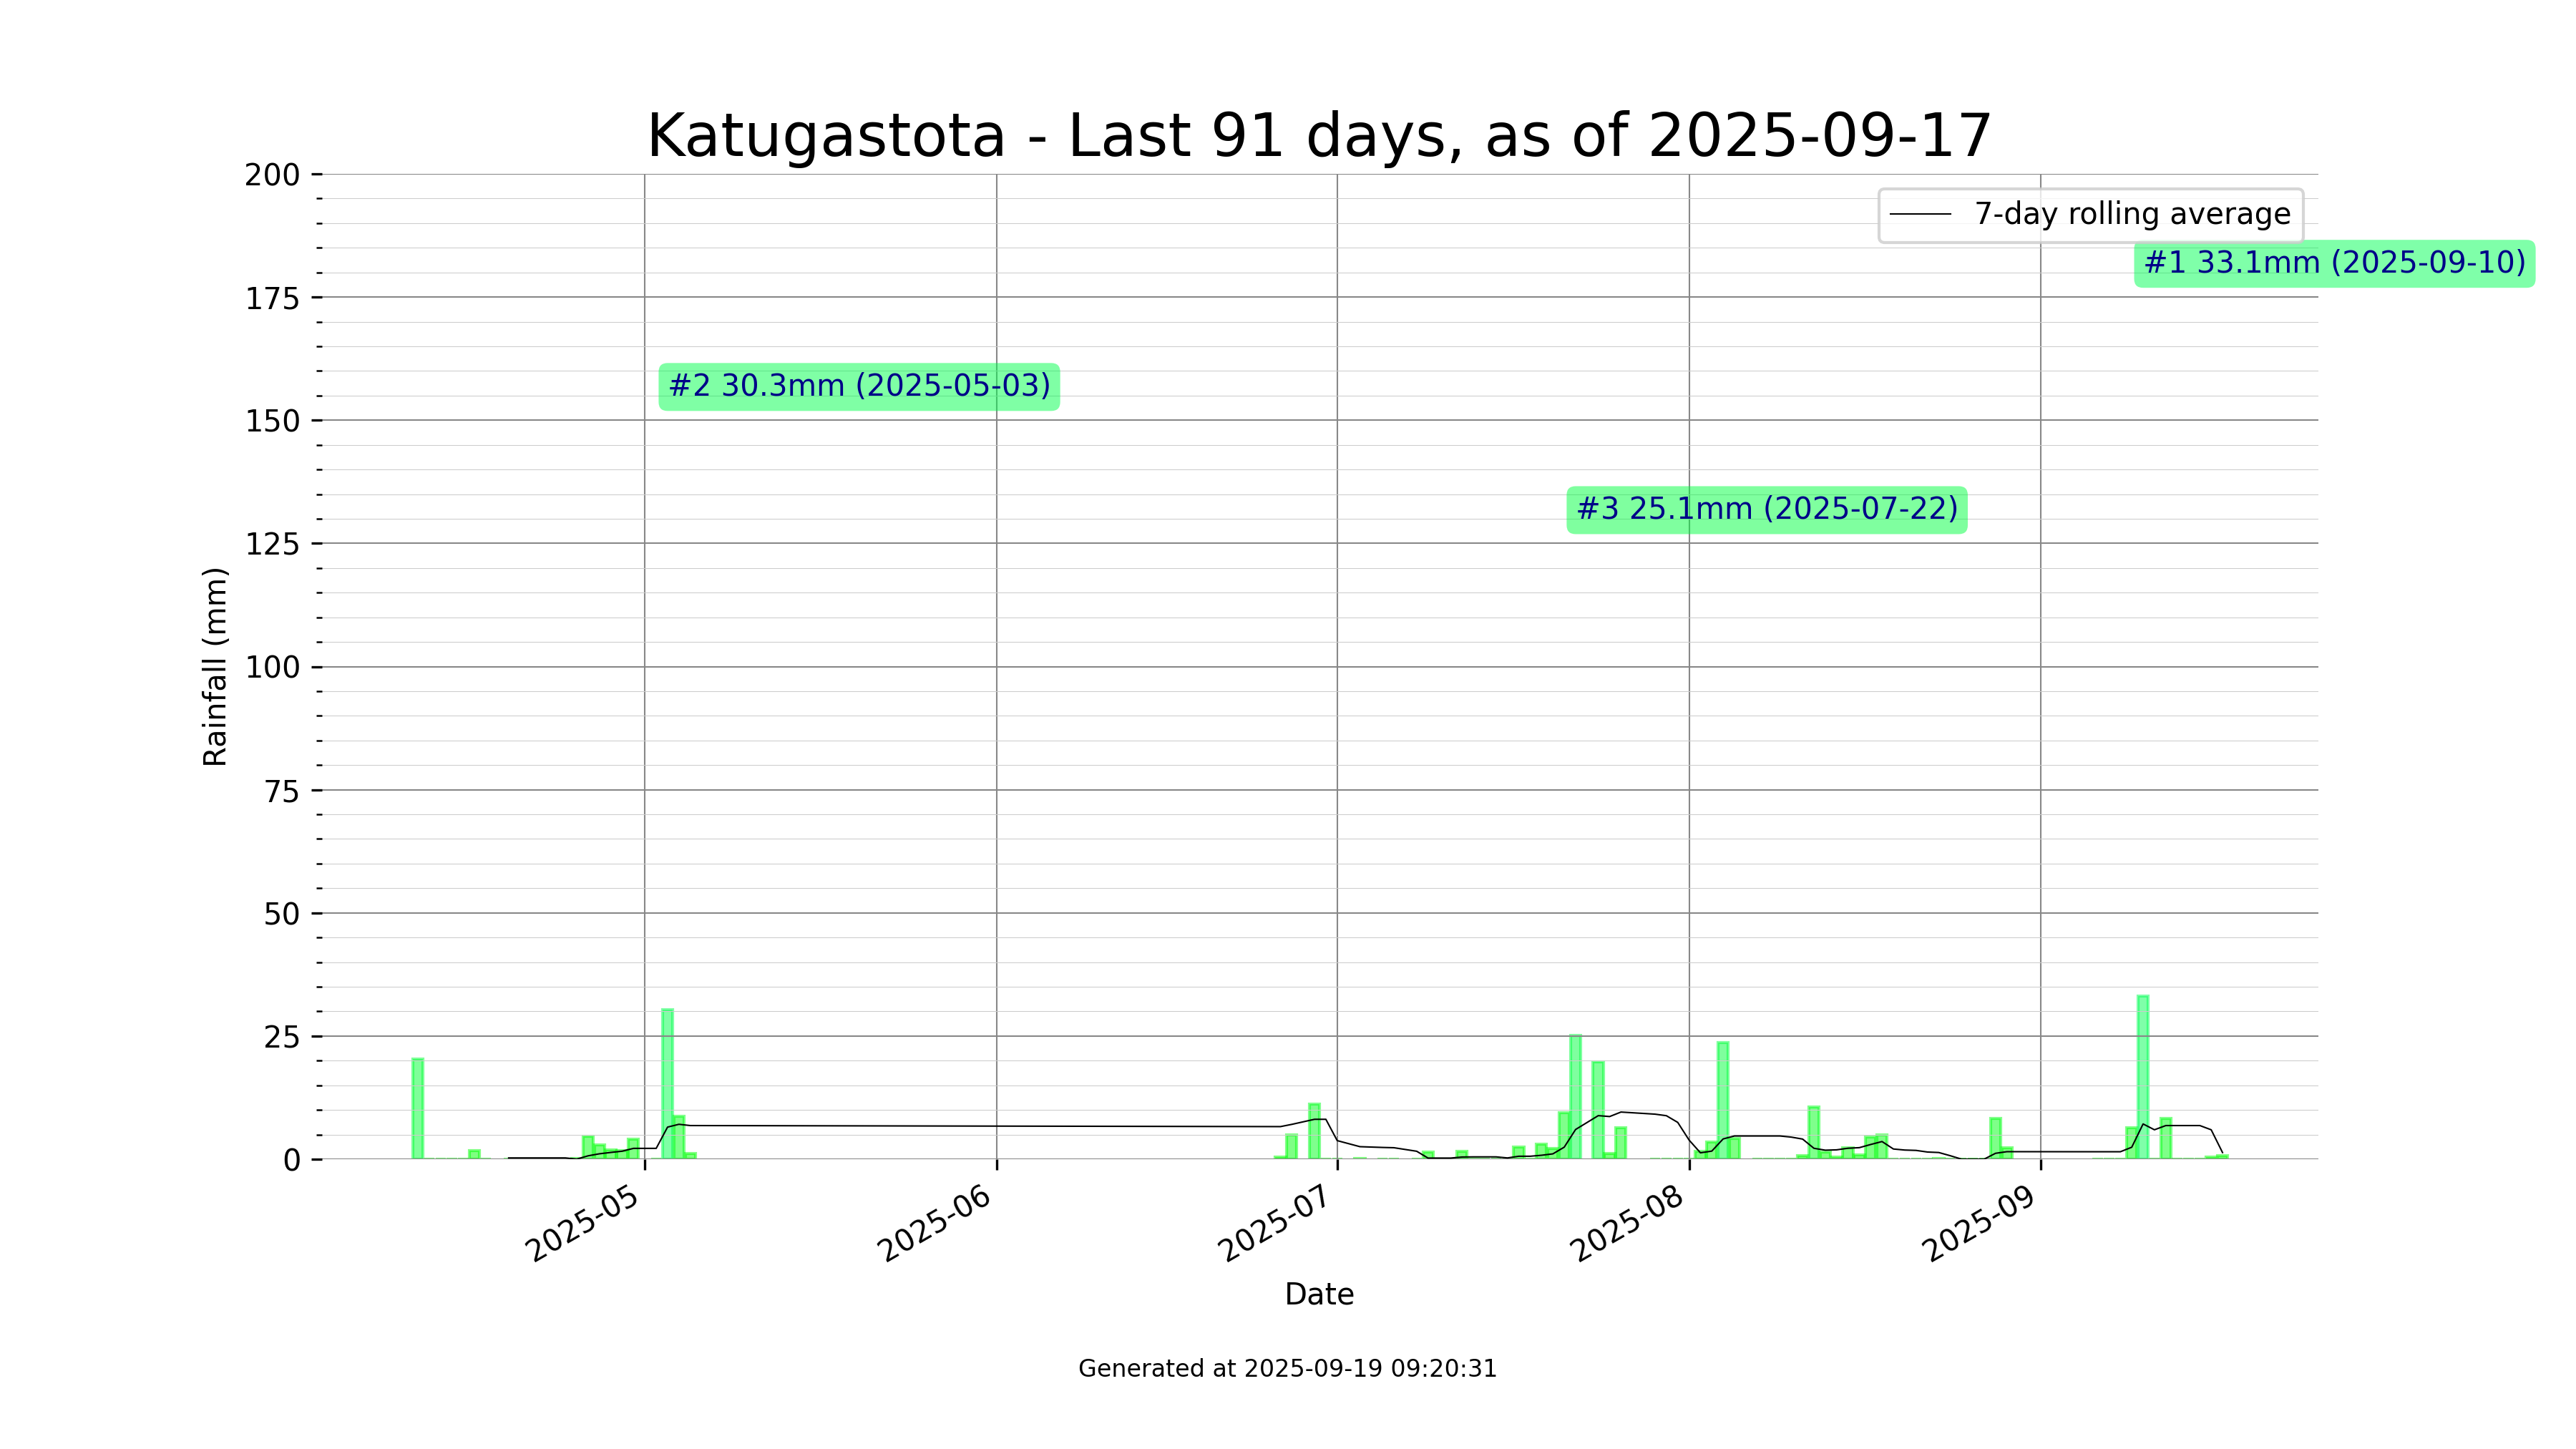 Katugastota - Last 91 days, as of 2025-09-17
7-day rolling average
#1 33.1mm (2025-09-10)
#2 30.3mm (2025-05-03)
#3 25.1mm (2025-07-22)
Rainfall (mm)
200
175
150
125
100
75
50
25
0
2025-05
2025-06
2025-07
2025-08
2025-09
Date
Generated at 2025-09-19 09:20:31